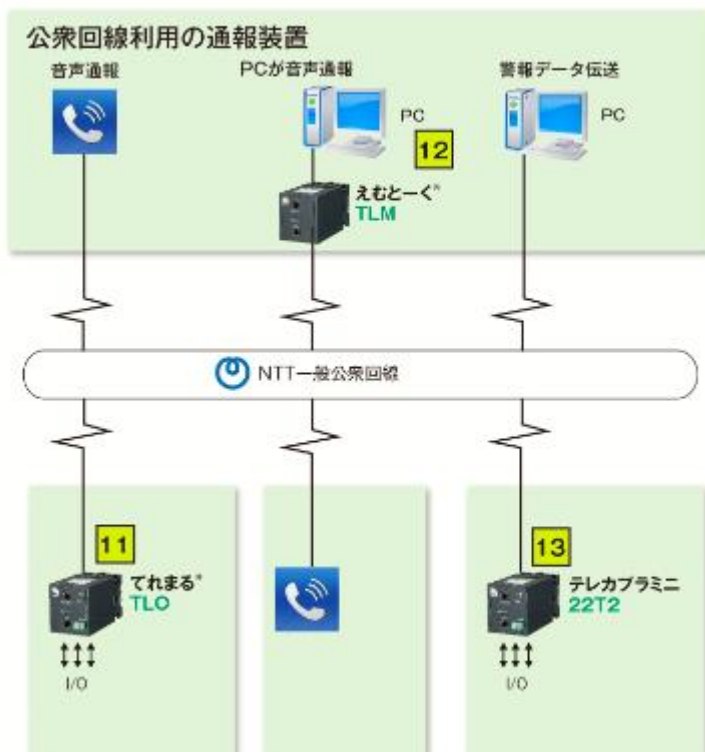 公衆回線利用の通報装置
音声通報
PCが音声通報
警報データ伝送
PC
12
PC
えむとーく®
TLM
NTT一般公衆回線
11
てれまる®
TLO
I/O
13
テレカプラミニ
22T2
I/O